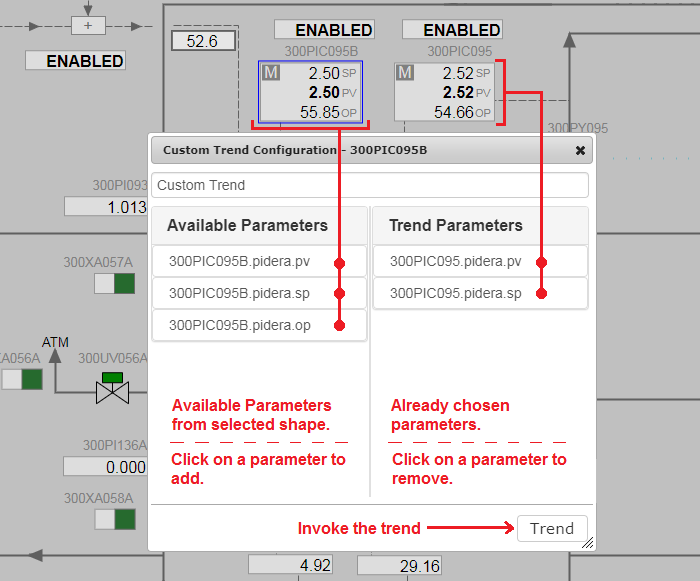 +
ENABLED
ENABLED
ENABLED
52.6
300PIC095B
300PIC095
M
2.50 SP
2.50 PV
55.85 OP
M
2.52 SP
2.52 PV
54.66 OP
300PY095
Custom Trend Configuration - 300PIC095B
Custom Trend
Available Parameters
Trend Parameters
300PIC095B.pidera.pv
300PIC095B.pidera.sp
300PIC095B.pidera.op
300PIC095.pidera.pv
300PIC095.pidera.sp
300PI093
1.013
300XA057A
ATM
XA056A
300UV056A
300PI136A
0.000
300XA058A
Available Parameters
from selected shape.
Click on a parameter to
add.
Already chosen
parameters.
Click on a parameter to
remove.
Invoke the trend
Trend
4.92
29.16